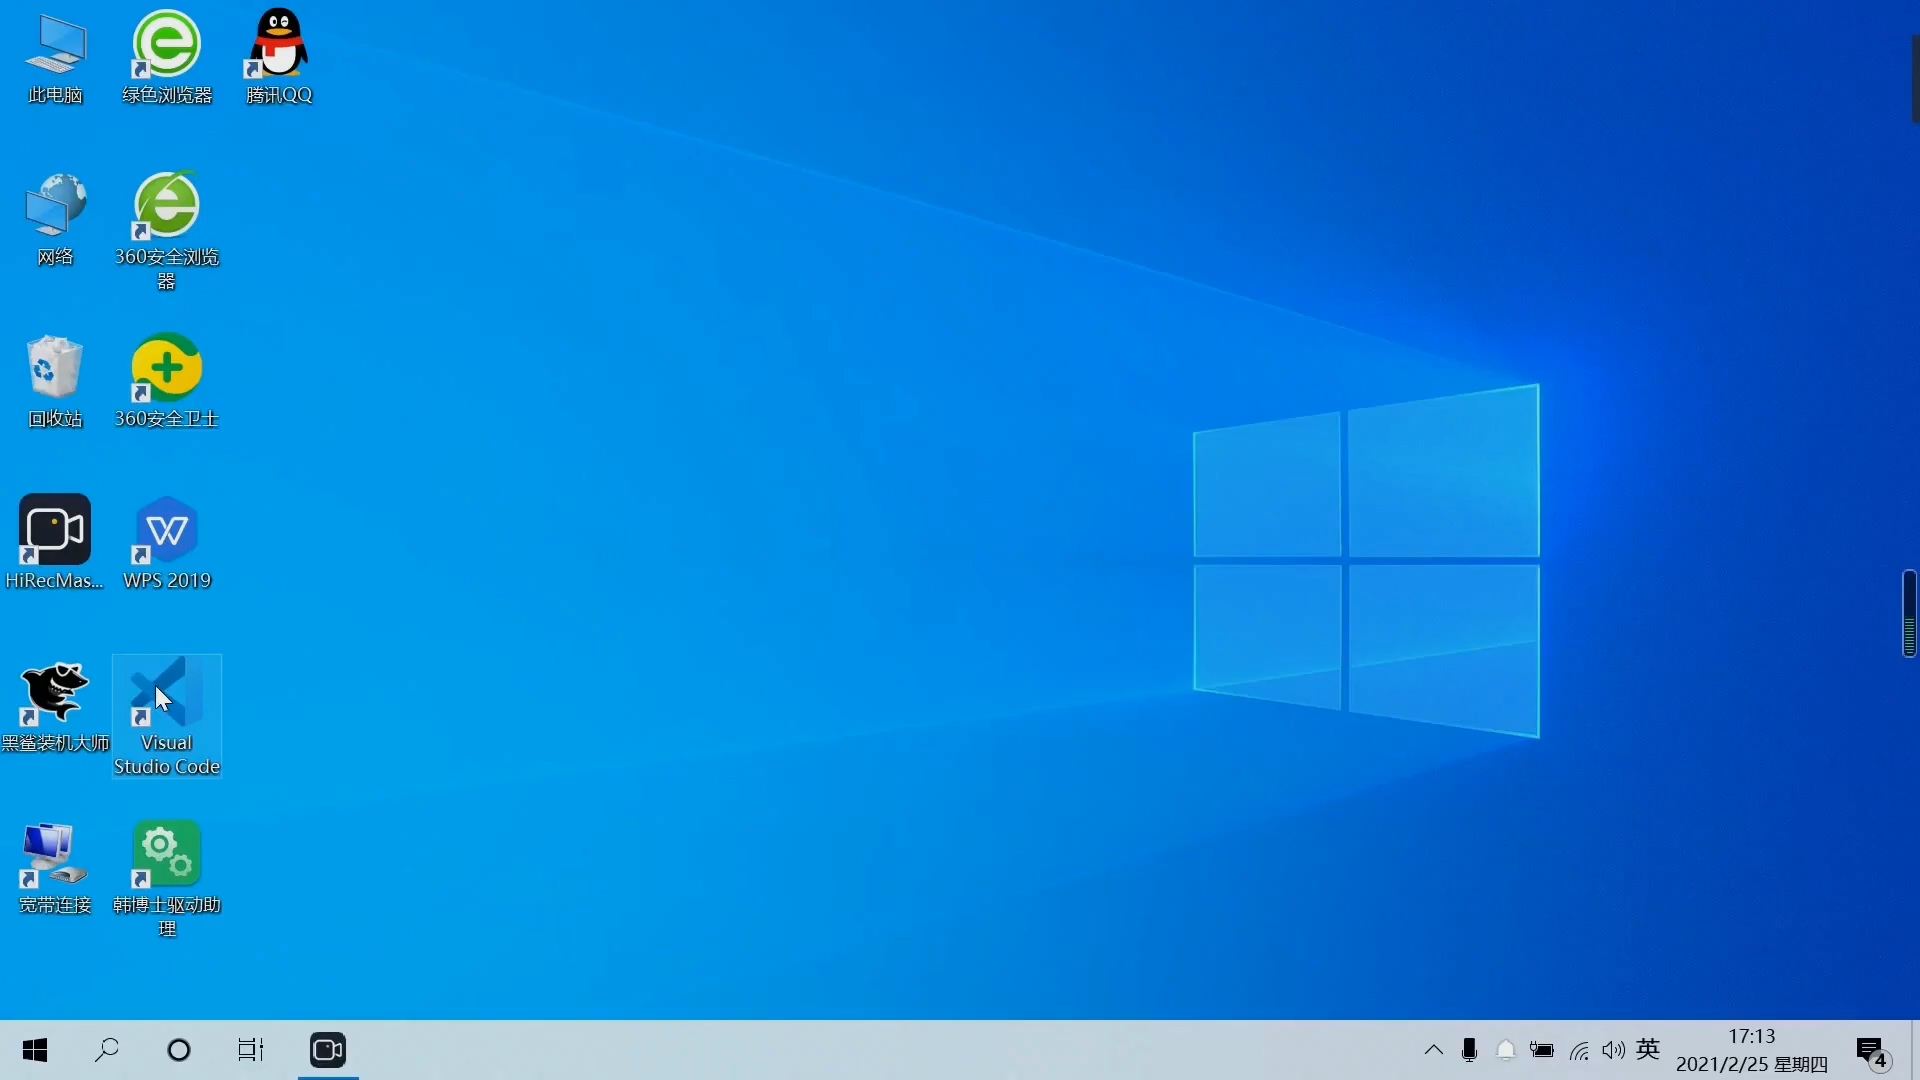 此电脑
绿色浏览器
腾讯QQ
网络
360安全浏览
器
回收站
360安全卫士
HiRecMas...
WPS 2019
黑鲨装机大师
Visual
Studio Code
宽带连接
韩博士驱动助
理
英
17:13
2021/2/25 星期四
4